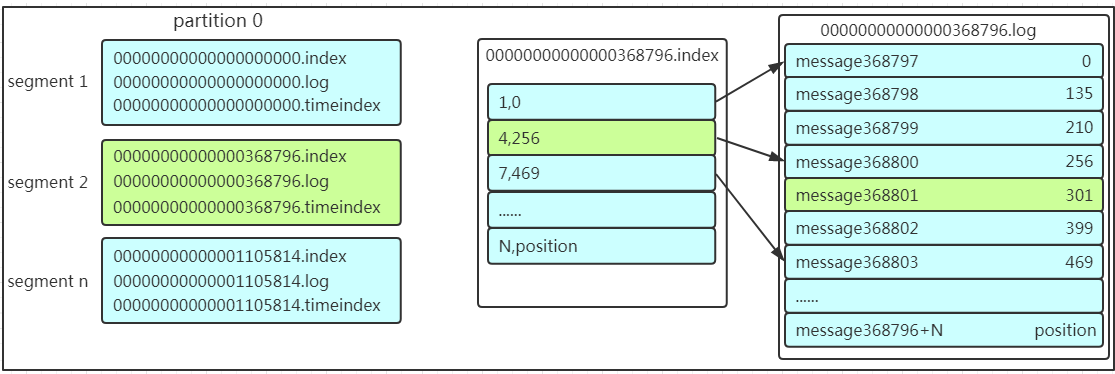 partition 0
segment 1
00000000000000000000.index
00000000000000000000.log
00000000000000000000.timeindex
segment 2
00000000000000368796.index
00000000000000368796.log
00000000000000368796.timeindex
segment n
00000000000001105814.index
00000000000001105814.log
00000000000001105814.timeindex
00000000000000368796.index
1,0
4,256
7,469
......
N,position
00000000000000368796.log
message368797 0
message368798 135
message368799 210
message368800 256
message368801 301
message368802 399
message368803 469
......
message368796+N position